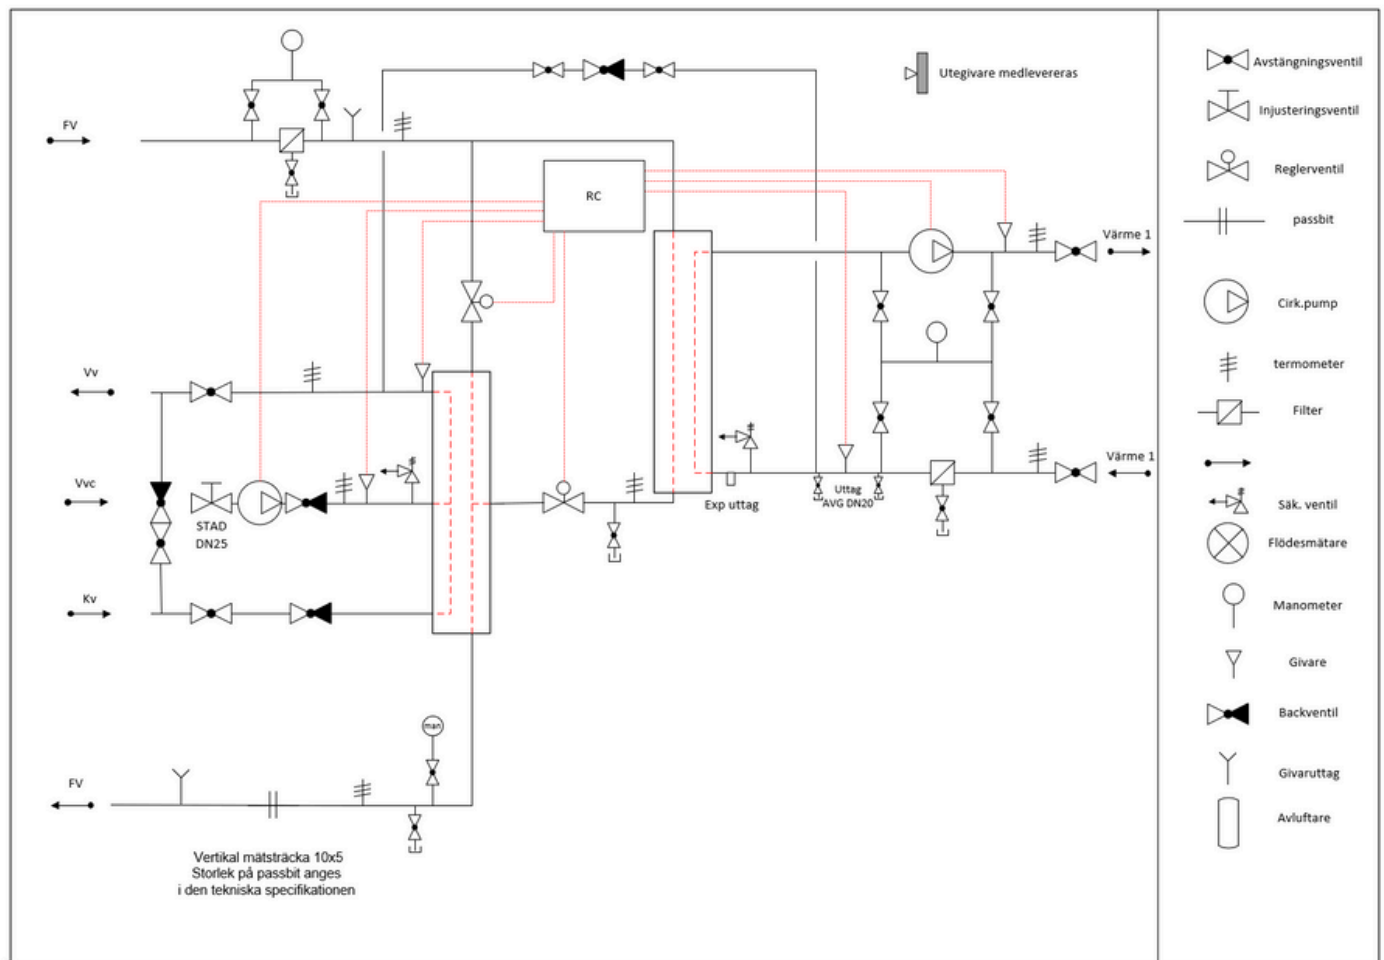 Utegivare medlevereras
FV
RC
Värme 1
Vv
Värme 1
Vvc
STAD
DN25
Exp uttag
Uttag
AVG DN20
Kv
man
FV
Vertikal mätsträcka 10x5
Storlek på passbit anges
i den tekniska specifikationen
Avstängningsventil
Injusteringsventil
Reglerventil
passbit
Cirk.pump
termometer
Filter
Säk. ventil
Flödesmätare
Manometer
Givare
Backventil
Givaruttag
Avluftare